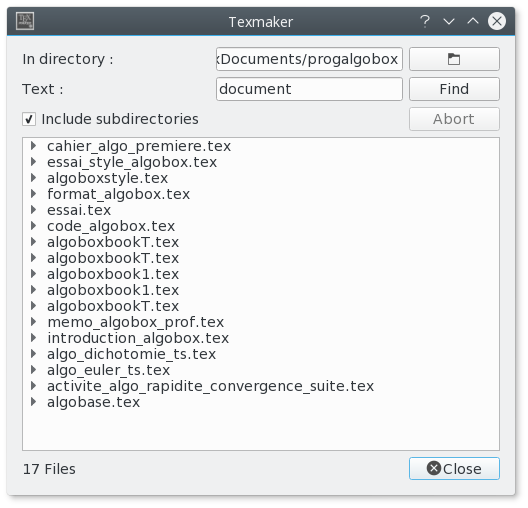 Texmaker
In directory :
Documents/progalgobox
Text :
document
Find
Include subdirectories
Abort
cahier_algo_premiere.tex
essai_style_algobox.tex
algoboxstyle.tex
format_algobox.tex
essai.tex
code_algobox.tex
algoboxbookT.tex
algoboxbookT.tex
algoboxbook1.tex
algoboxbook1.tex
algoboxbookT.tex
memo_algobox_prof.tex
introduction_algobox.tex
algo_dichotomie_ts.tex
algo_euler_ts.tex
activite_algo_rapidite_convergence_suite.tex
algobase.tex
17 Files
Close